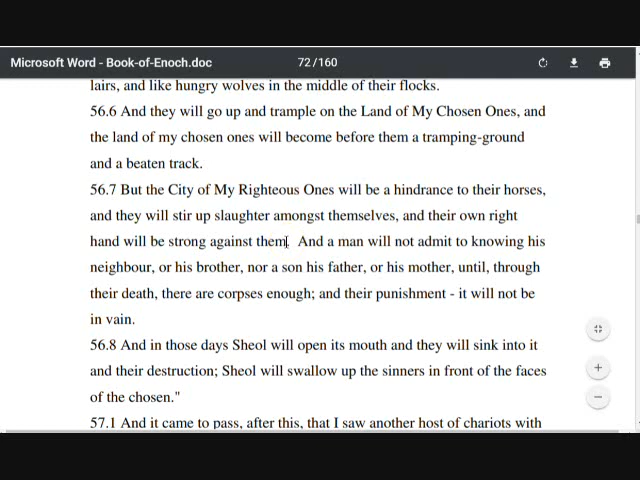 Microsoft Word - Book-of-Enoch.doc 72/160
lairs, and like hungry wolves in the middle of their flocks.
56.6 And they will go up and trample on the Land of My Chosen Ones, and
the land of my chosen ones will become before them a tramping-ground
and a beaten track.
56.7 But the City of My Righteous Ones will be a hindrance to their horses,
and they will stir up slaughter amongst themselves, and their own right
hand will be strong against them. And a man will not admit to knowing his
neighbour, or his brother, nor a son his father, or his mother, until, through
their death, there are corpses enough; and their punishment - it will not be
in vain.
56.8 And in those days Sheol will open its mouth and they will sink into it
and their destruction; Sheol will swallow up the sinners in front of the faces
of the chosen."
57.1 And it came to pass, after this, that I saw another host of chariots with